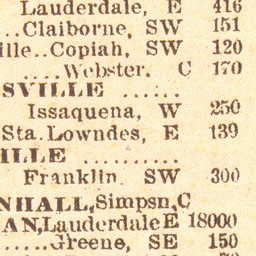 Lauderdale, E 416
..Claiborne, SW 151
ille..Copiah, SW 120
....Webster, C 170
SVILLE .....
Issaquena, W 250
Sta. Lowndes, E 139
ILLE ..........
Franklin, SW 300
NHALL, Simpsn, C
AN, Lauderdale E 18000
.....Greene, SE 150